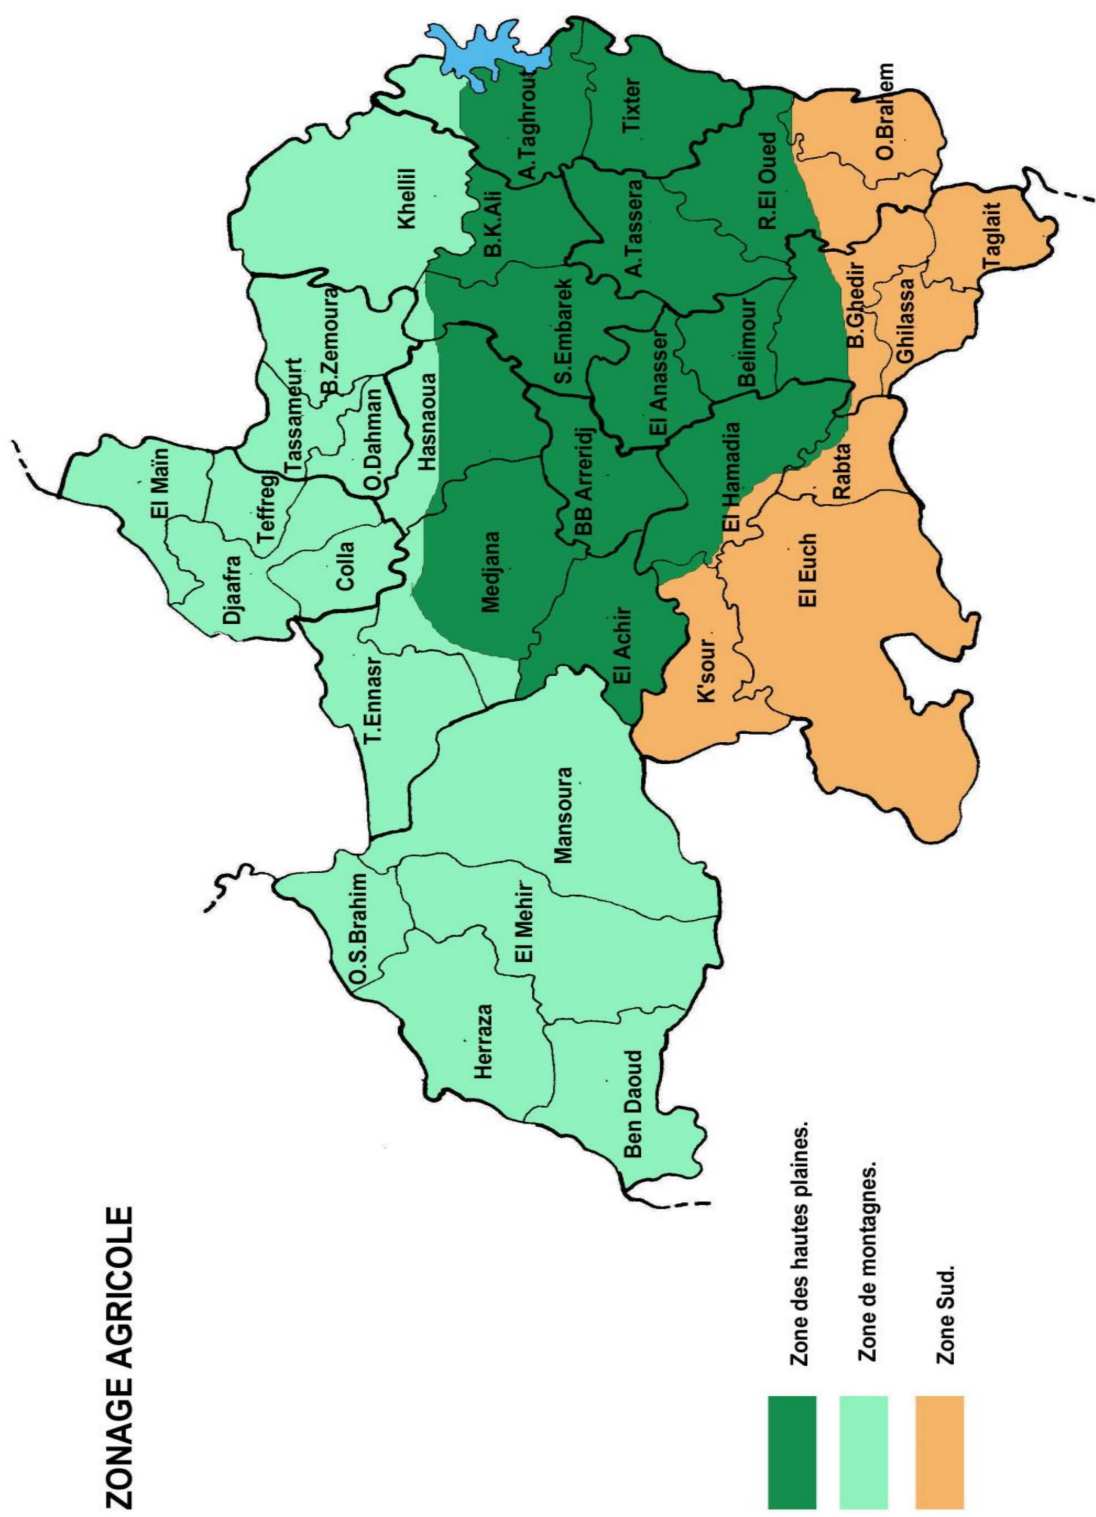 ZONAGE AGRICOLE
El Maïn
Djaafra
Teffreg
Tassameurt
B.Zemoura
Khellil
Colla
O.Dahman
Hasnaoua
T.Ennasr
O.S.Brahim
Medjana
B.K.Ali
A.Taghrout
Herraza
El Mehir
Mansoura
BB Arreridj
S.Embarek
A.Tassera
Tixter
Ben Daoud
El Achir
El Anasser
K'sour
El Hamadia
Belimour
R.El Oued
El Euch
Rabta
B.Ghedir
O.Brahem
Ghilassa
Taglait
Zone des hautes plaines.
Zone de montagnes.
Zone Sud.